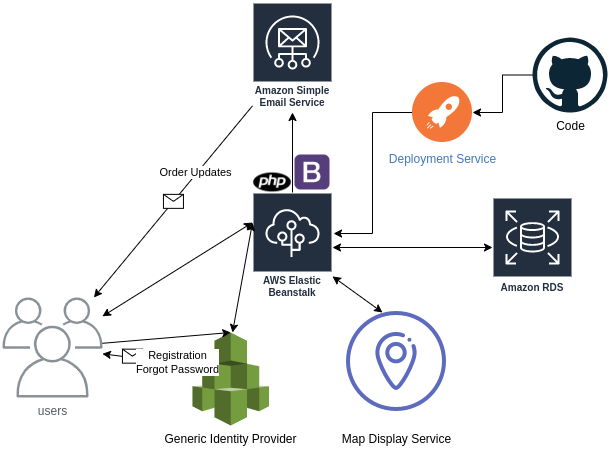 Amazon Simple
Email Service
Code
Deployment Service
Order Updates
php
B
AWS Elastic
Beanstalk
Amazon RDS
Registration
Forgot Password
users
Generic Identity Provider
Map Display Service